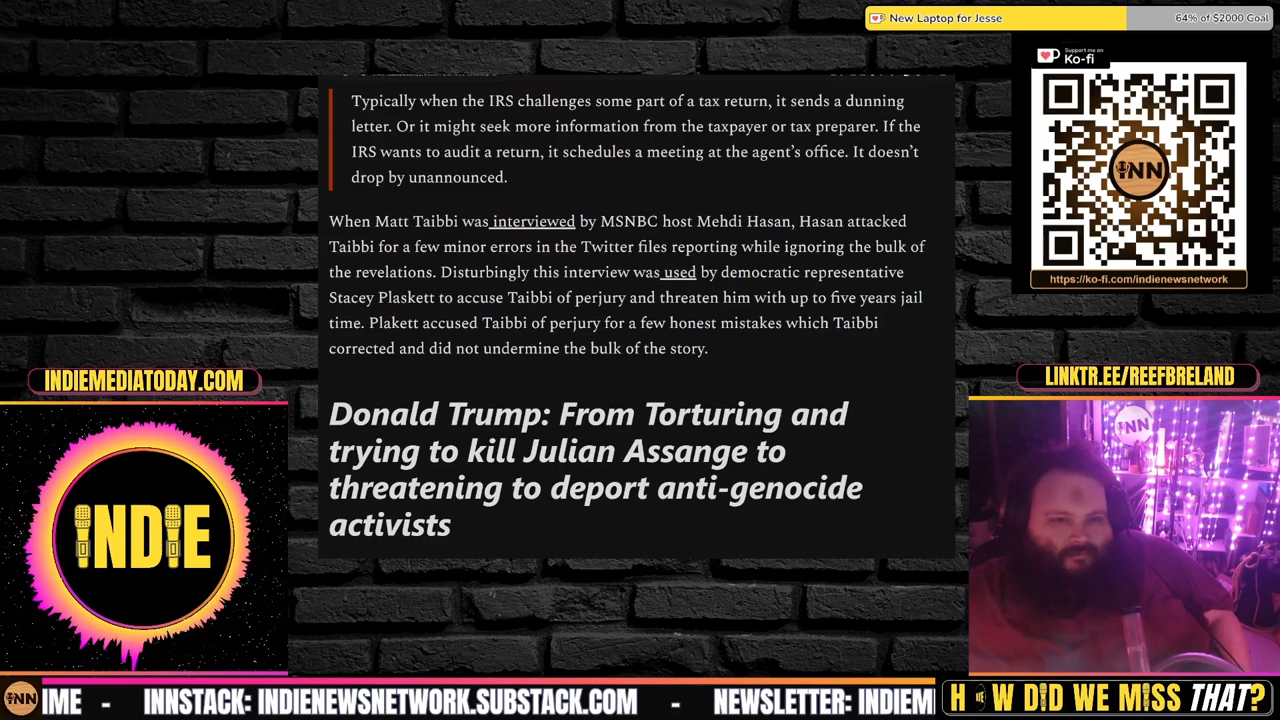 New Laptop for Jesse
64% of $2000 Goal
Support me on
Ko-fi
iNN
https://ko-fi.com/indienewsnetwork
Typically when the IRS challenges some part of a tax return, it sends a dunning
letter. Or it might seek more information from the taxpayer or tax preparer. If the
IRS wants to audit a return, it schedules a meeting at the agent’s office. It doesn’t
drop by unannounced.
When Matt Taibbi was interviewed by MSNBC host Mehdi Hasan, Hasan attacked
Taibbi for a few minor errors in the Twitter files reporting while ignoring the bulk of
the revelations. Disturbingly this interview was used by democratic representative
Stacey Plaskett to accuse Taibbi of perjury and threaten him with up to five years jail
time. Plakett accused Taibbi of perjury for a few honest mistakes which Taibbi
corrected and did not undermine the bulk of the story.
Donald Trump: From Torturing and
trying to kill Julian Assange to
threatening to deport anti-genocide
activists
INDIEMEDIATODAY.COM
LINKTR.EE/REEFBRELAND
iNDiE
iNN
iNN
IME - INNSTACK: INDIENEWSNETWORK.SUBSTACK.COM - NEWSLETTER: INDIEM
HOW DiD WE MiSS THAT?